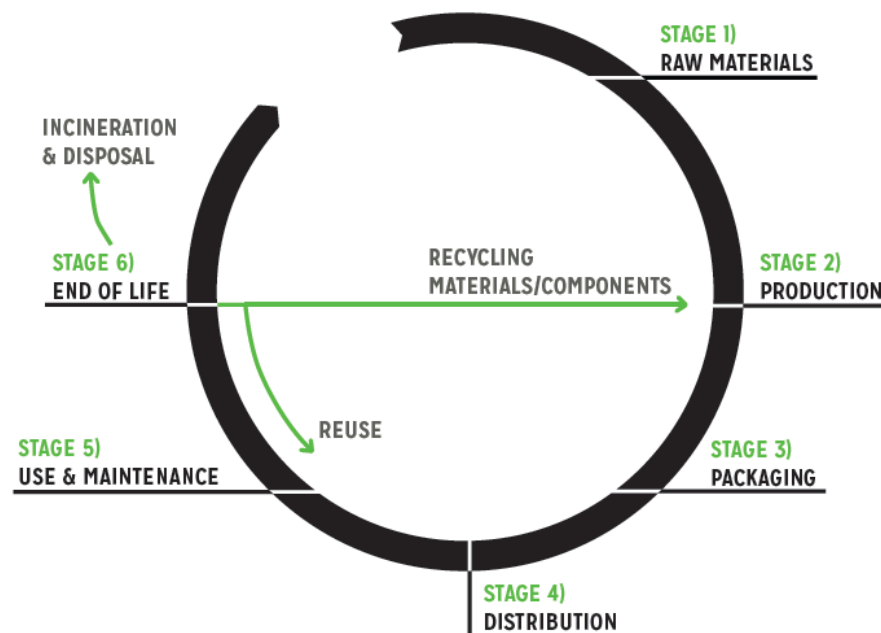 STAGE 1)
RAW MATERIALS
INCINERATION
& DISPOSAL
STAGE 6)
END OF LIFE
RECYCLING
MATERIALS/COMPONENTS
STAGE 2)
PRODUCTION
REUSE
STAGE 5)
USE & MAINTENANCE
STAGE 3)
PACKAGING
STAGE 4)
DISTRIBUTION